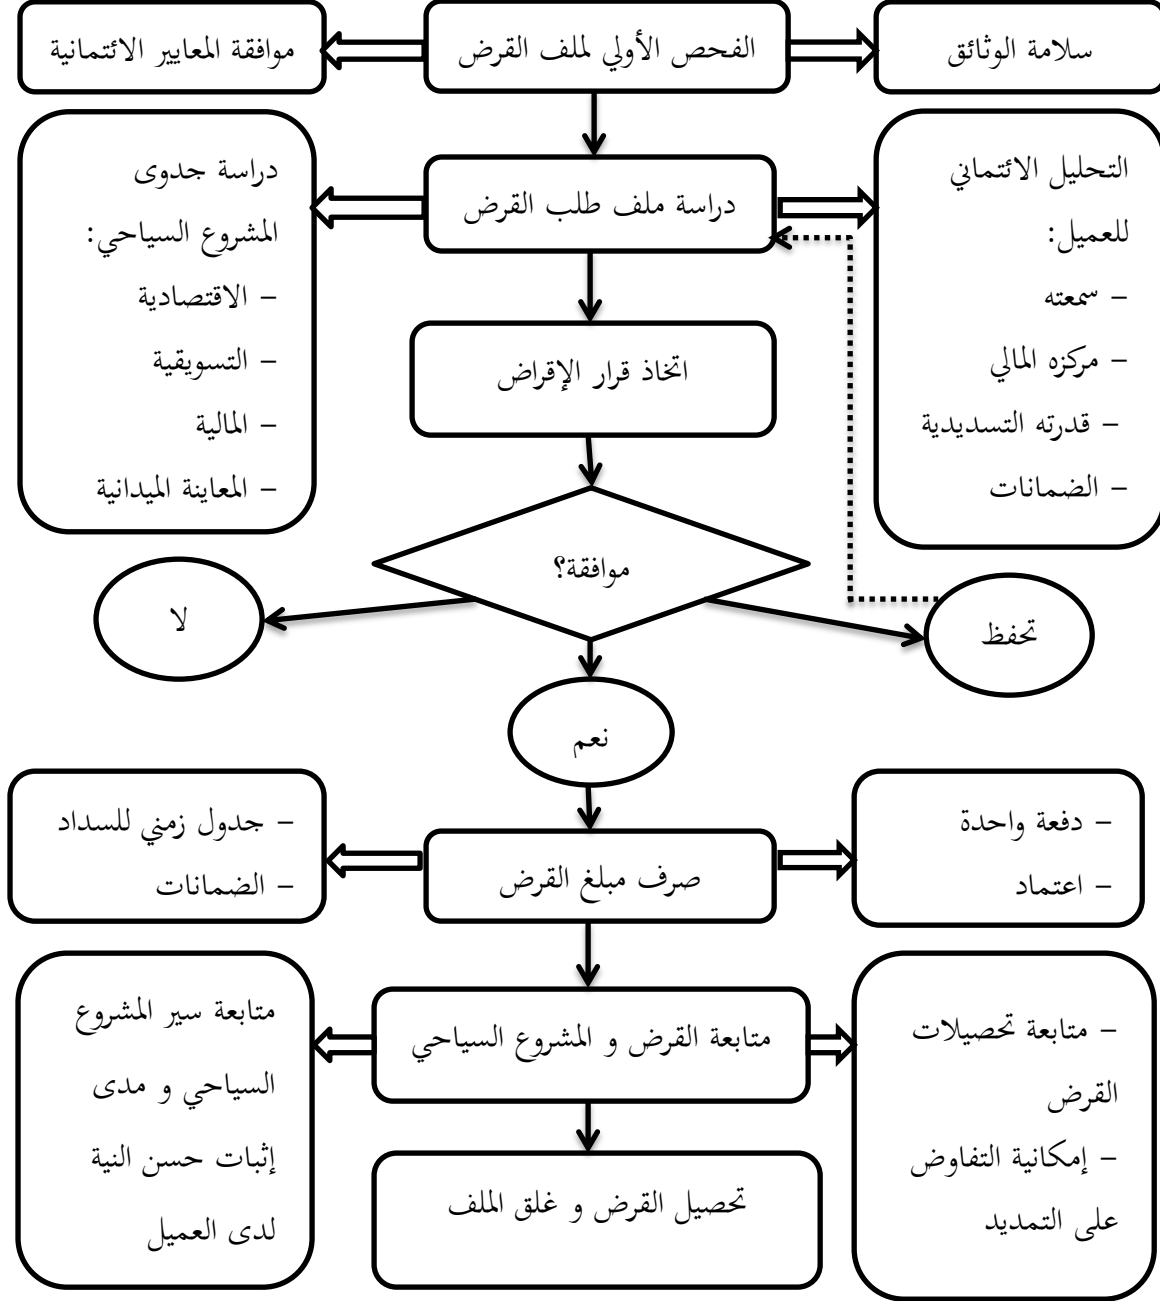 سلامة الوثائق
الفحص الأولي لملف القرض
موافقة المعايير الائتمانية
التحليل الائتماني
للعميل:
– سمعته
– مركزه المالي
– قدرته التسديدية
– الضمانات
دراسة ملف طلب القرض
دراسة جدوى
المشروع السياحي:
– الاقتصادية
– التسويقية
– المالية
– المعاينة الميدانية
اتخاذ قرار الإقراض
موافقة؟
تحفظ
لا
نعم
– دفعة واحدة
– اعتماد
صرف مبلغ القرض
– جدول زمني للسداد
– الضمانات
– متابعة تحصيلات
القرض
– إمكانية التفاوض
على التمديد
متابعة القرض و المشروع السياحي
متابعة سير المشروع
السياحي و مدى
إثبات حسن النية
لدى العميل
تحصيل القرض و غلق الملف